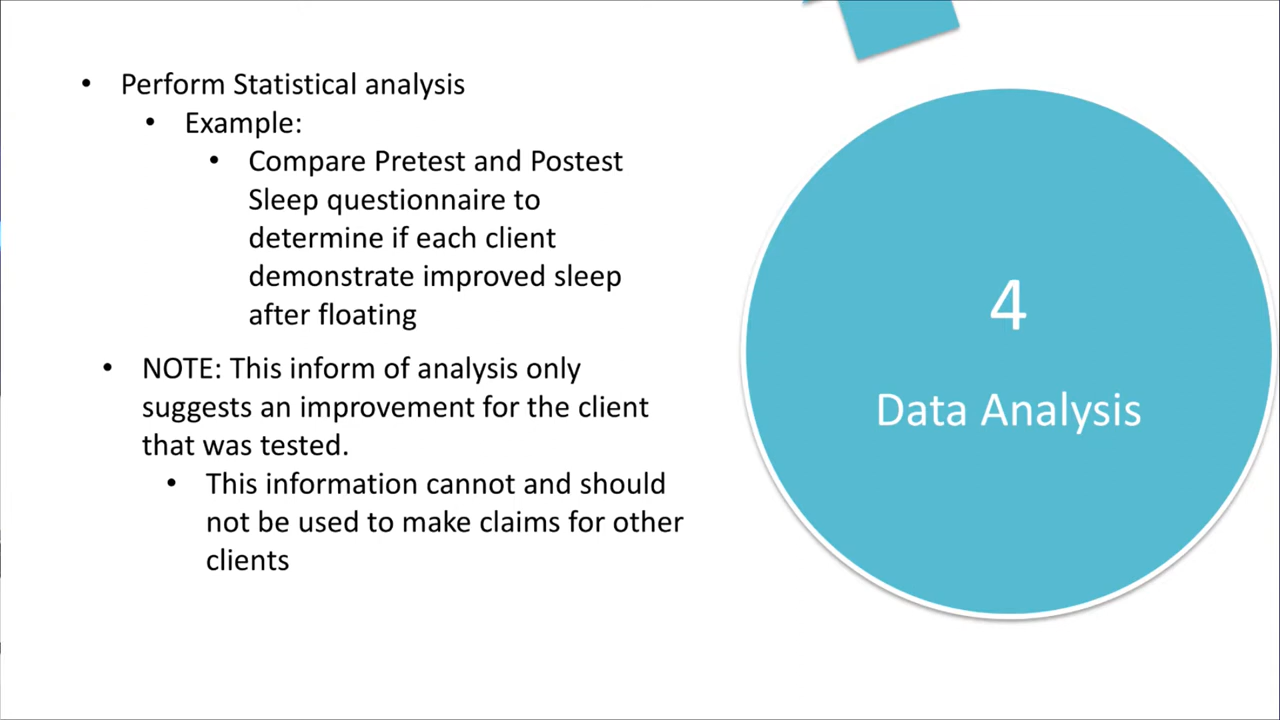 • Perform Statistical analysis
• Example:
• Compare Pretest and Postest
Sleep questionnaire to
determine if each client
demonstrate improved sleep
after floating
• NOTE: This inform of analysis only
suggests an improvement for the client
that was tested.
• This information cannot and should
not be used to make claims for other
clients
4
Data Analysis